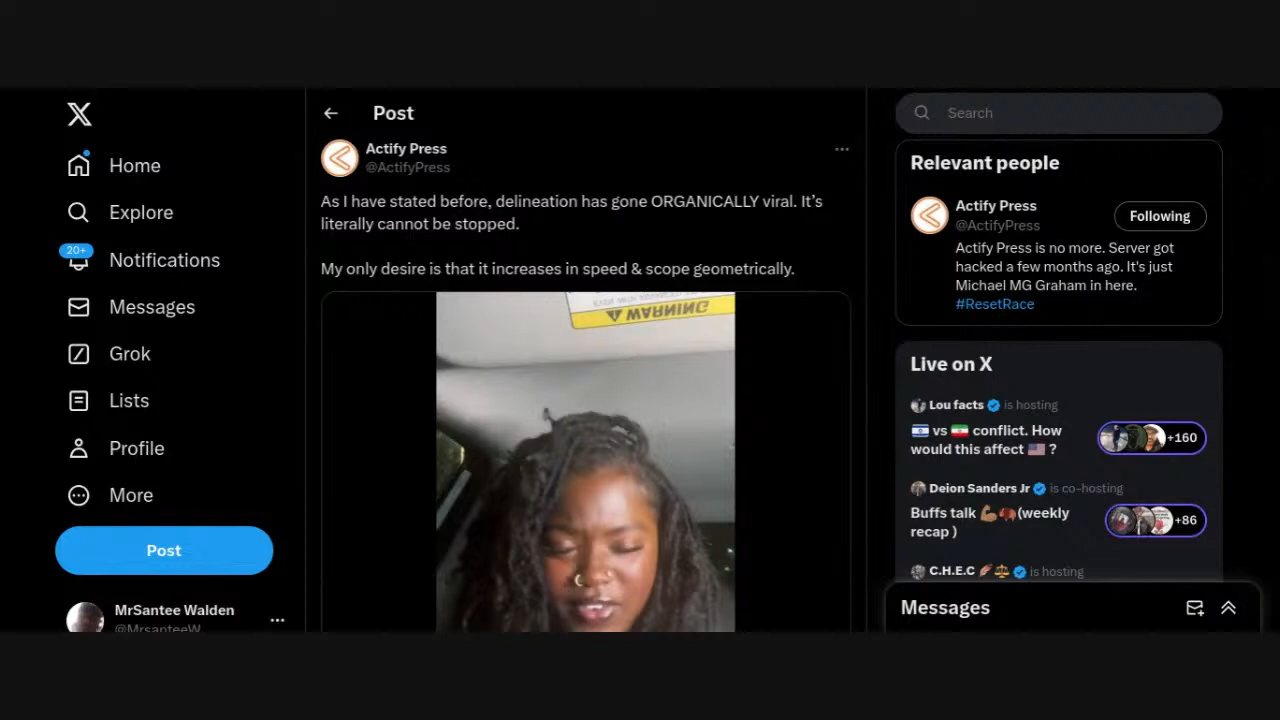 Home
Explore
20+
Notifications
Messages
Grok
Lists
Profile
More
Post
MrSantee Walden
@MrsanteeW
Post
Actify Press
@ActifyPress
As I have stated before, delineation has gone ORGANICALLY viral. It’s
literally cannot be stopped.
My only desire is that it increases in speed & scope geometrically.
WARNING
Search
Relevant people
Actify Press
@ActifyPress
Following
Actify Press is no more. Server got
hacked a few months ago. It's just
Michael MG Graham in here.
#ResetRace
Live on X
Lou facts is hosting
🇮🇱 vs 🇮🇷 conflict. How
would this affect 🇺🇸 ?
+160
Deion Sanders Jr is co-hosting
Buffs talk 💪🏽🦬(weekly
recap )
+86
C.H.E.C 🪶⚖️ is hosting
Messages